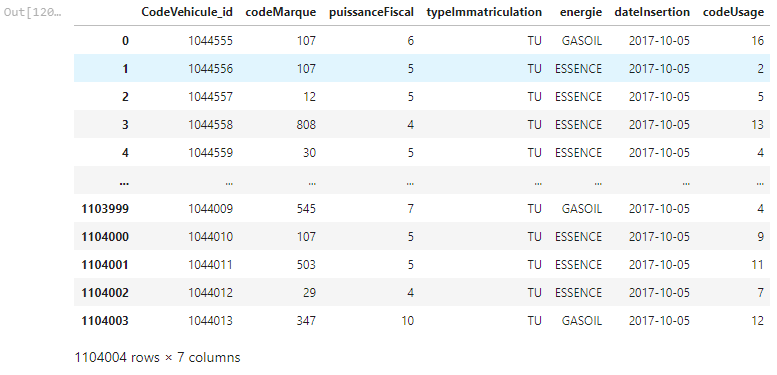 Out[120...
CodeVehicule_id codeMarque puissanceFiscal typeImmatriculation energie dateInsertion codeUsage
0 1044555 107 6 TU GASOIL 2017-10-05 16
1 1044556 107 5 TU ESSENCE 2017-10-05 2
2 1044557 12 5 TU ESSENCE 2017-10-05 5
3 1044558 808 4 TU ESSENCE 2017-10-05 13
4 1044559 30 5 TU ESSENCE 2017-10-05 4
... ... ... ... ... ... ... ...
1103999 1044009 545 7 TU GASOIL 2017-10-05 4
1104000 1044010 107 5 TU ESSENCE 2017-10-05 9
1104001 1044011 503 5 TU ESSENCE 2017-10-05 11
1104002 1044012 29 4 TU ESSENCE 2017-10-05 7
1104003 1044013 347 10 TU GASOIL 2017-10-05 12
1104004 rows × 7 columns